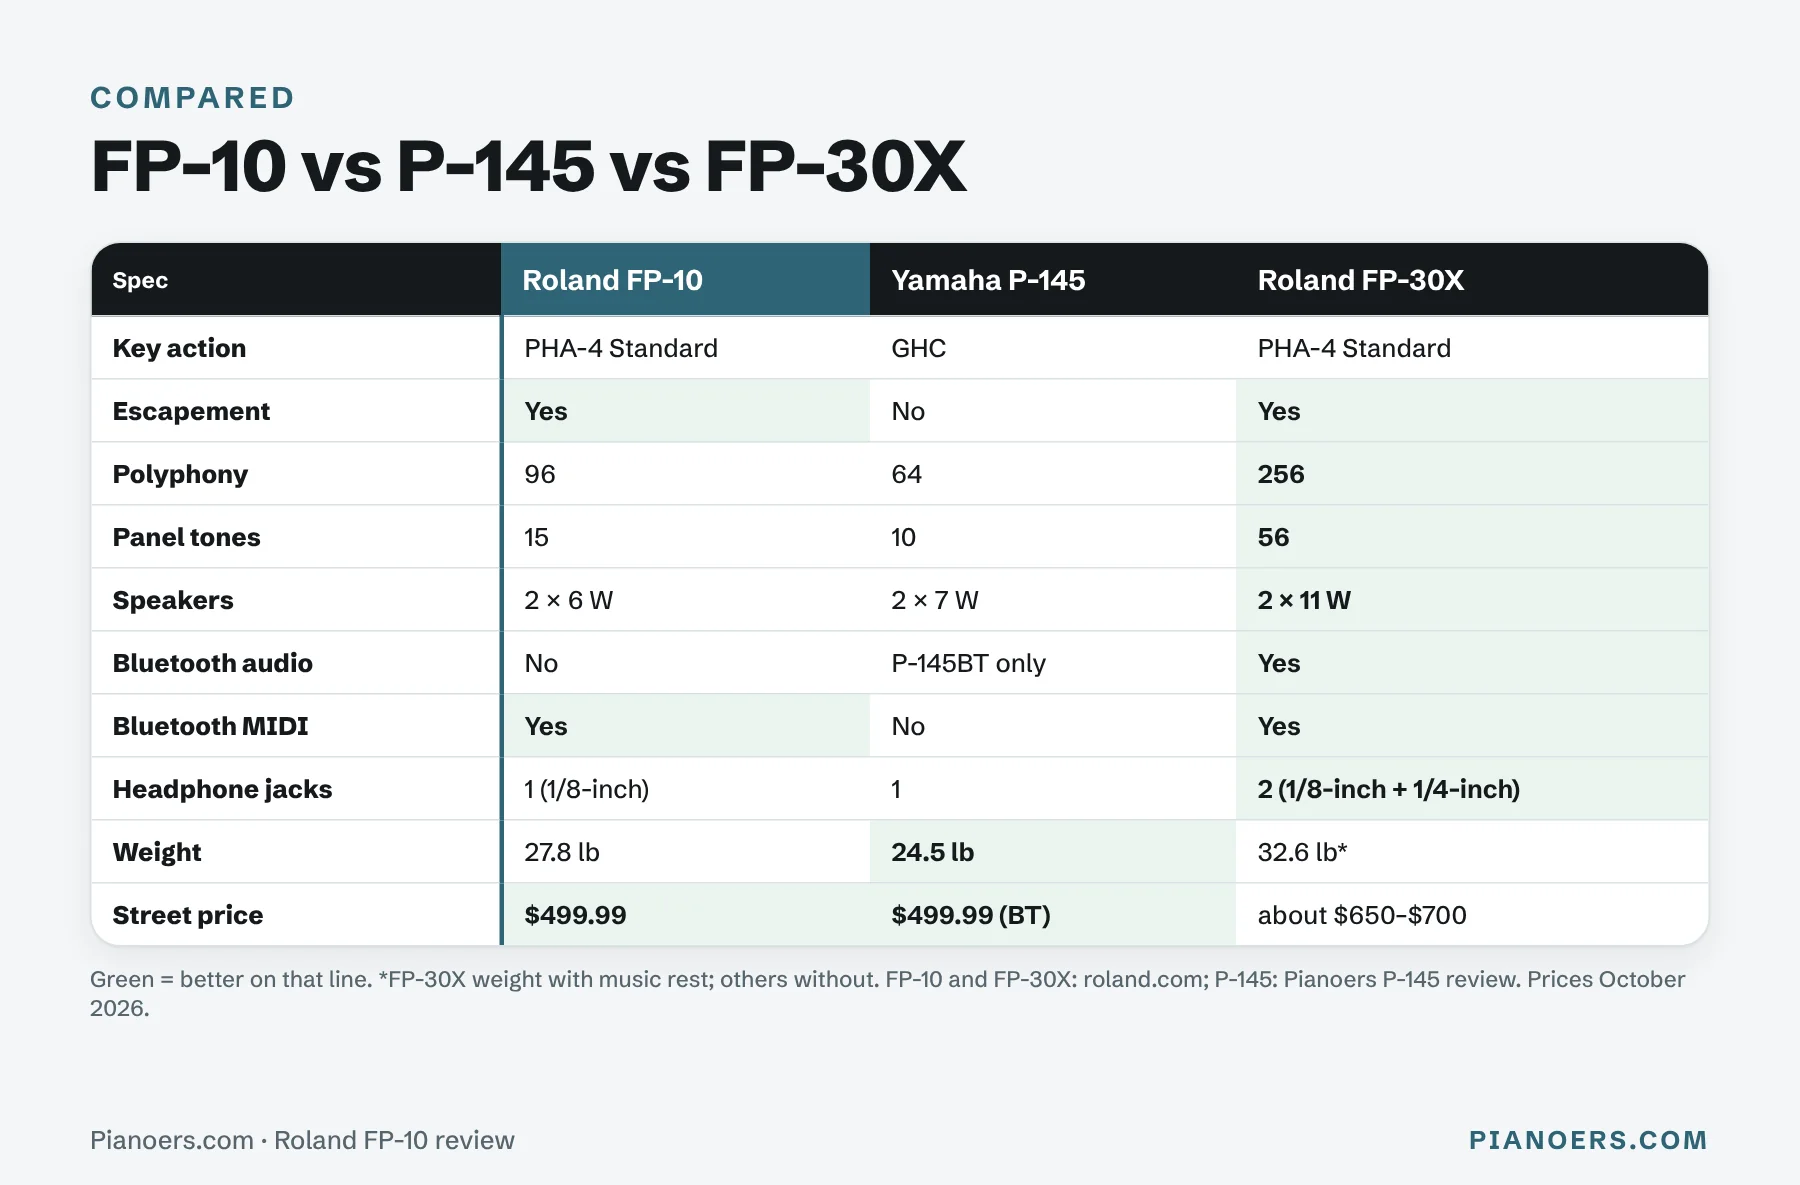 COMPARED
FP-10 vs P-145 vs FP-30X
Spec Roland FP-10 Yamaha P-145 Roland FP-30X
Key action PHA-4 Standard GHC PHA-4 Standard
Escapement Yes No Yes
Polyphony 96 64 256
Panel tones 15 10 56
Speakers 2 × 6 W 2 × 7 W 2 × 11 W
Bluetooth audio No P-145BT only Yes
Bluetooth MIDI Yes No Yes
Headphone jacks 1 (1/8-inch) 1 2 (1/8-inch + 1/4-inch)
Weight 27.8 lb 24.5 lb 32.6 lb*
Street price $499.99 $499.99 (BT) about $650–$700
Green = better on that line. *FP-30X weight with music rest; others without. FP-10 and FP-30X: roland.com; P-145: Pianoers P-145 review. Prices October
2026.
Pianoers.com · Roland FP-10 review
PIANOERS.COM